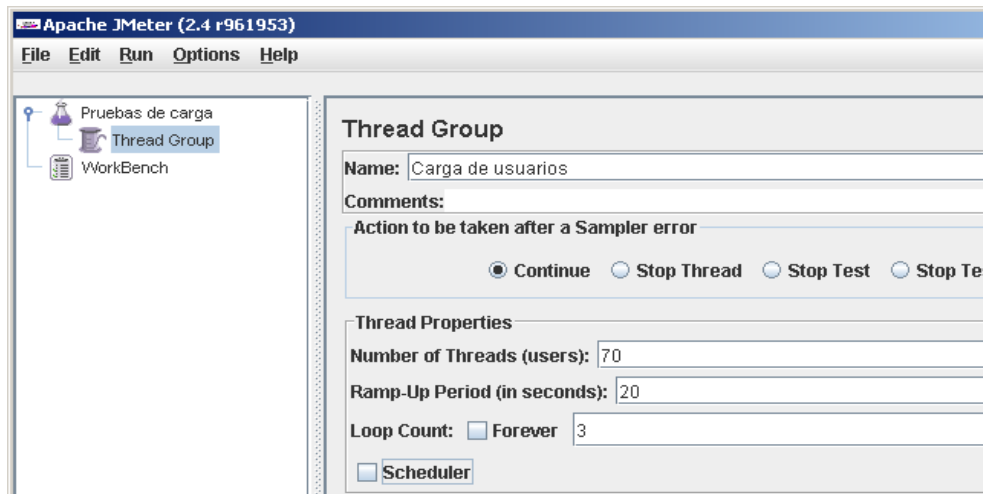 Apache JMeter (2.4 r961953)
File Edit Run Options Help
Pruebas de carga
Thread Group
WorkBench
Thread Group
Name: Carga de usuarios
Comments:
Action to be taken after a Sampler error
Continue Stop Thread Stop Test Stop Te
Thread Properties
Number of Threads (users): 70
Ramp-Up Period (in seconds): 20
Loop Count: Forever 3
Scheduler